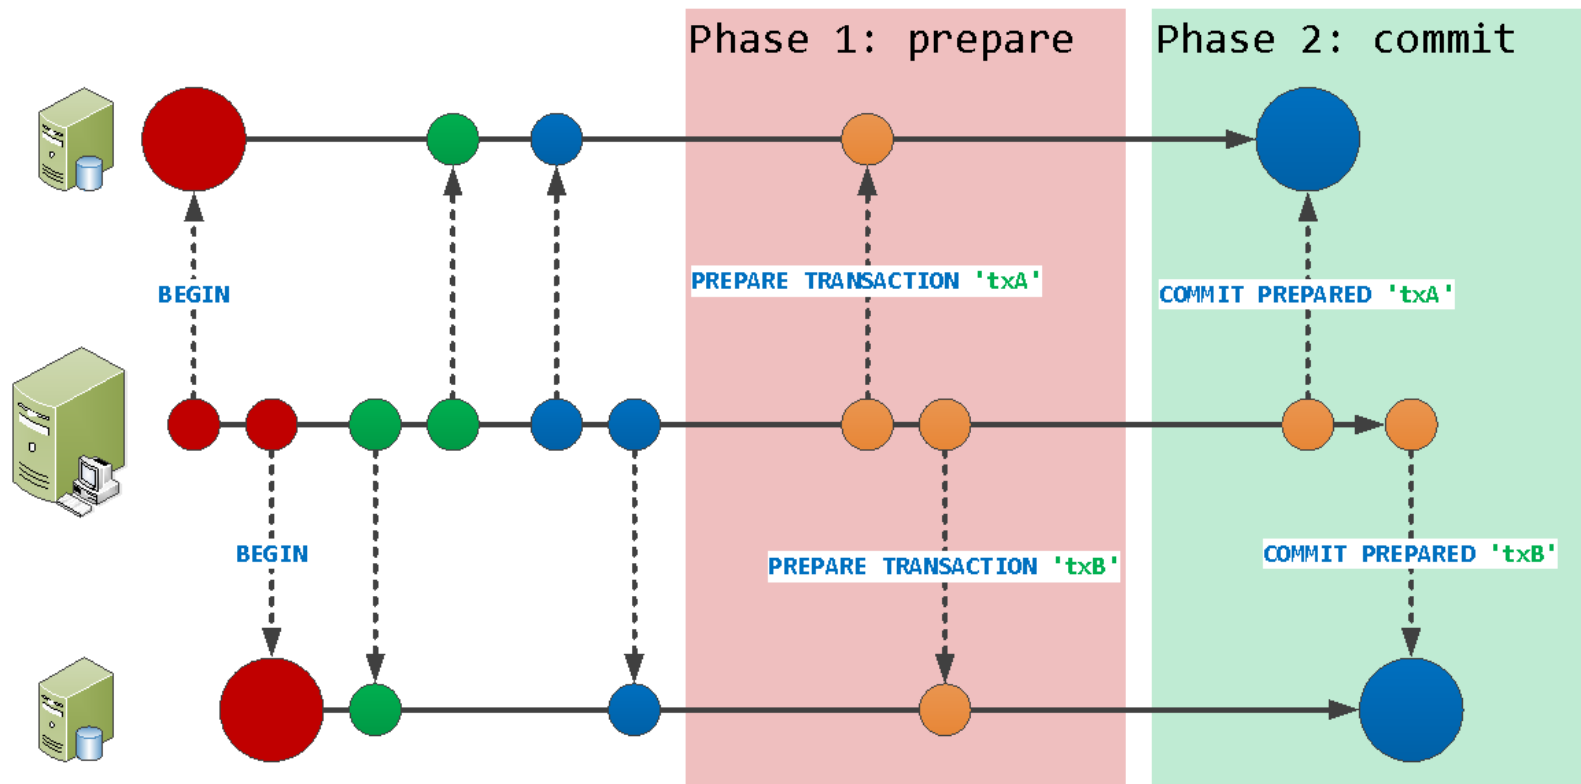 Phase 1: prepare
Phase 2: commit
BEGIN
PREPARE TRANSACTION 'txA'
COMMIT PREPARED 'txA'
BEGIN
PREPARE TRANSACTION 'txB'
COMMIT PREPARED 'txB'